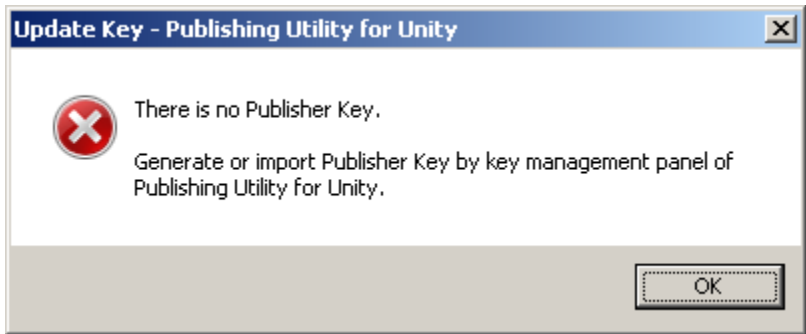 Update Key - Publishing Utility for Unity
There is no Publisher Key.
Generate or import Publisher Key by key management panel of
Publishing Utility for Unity.
OK